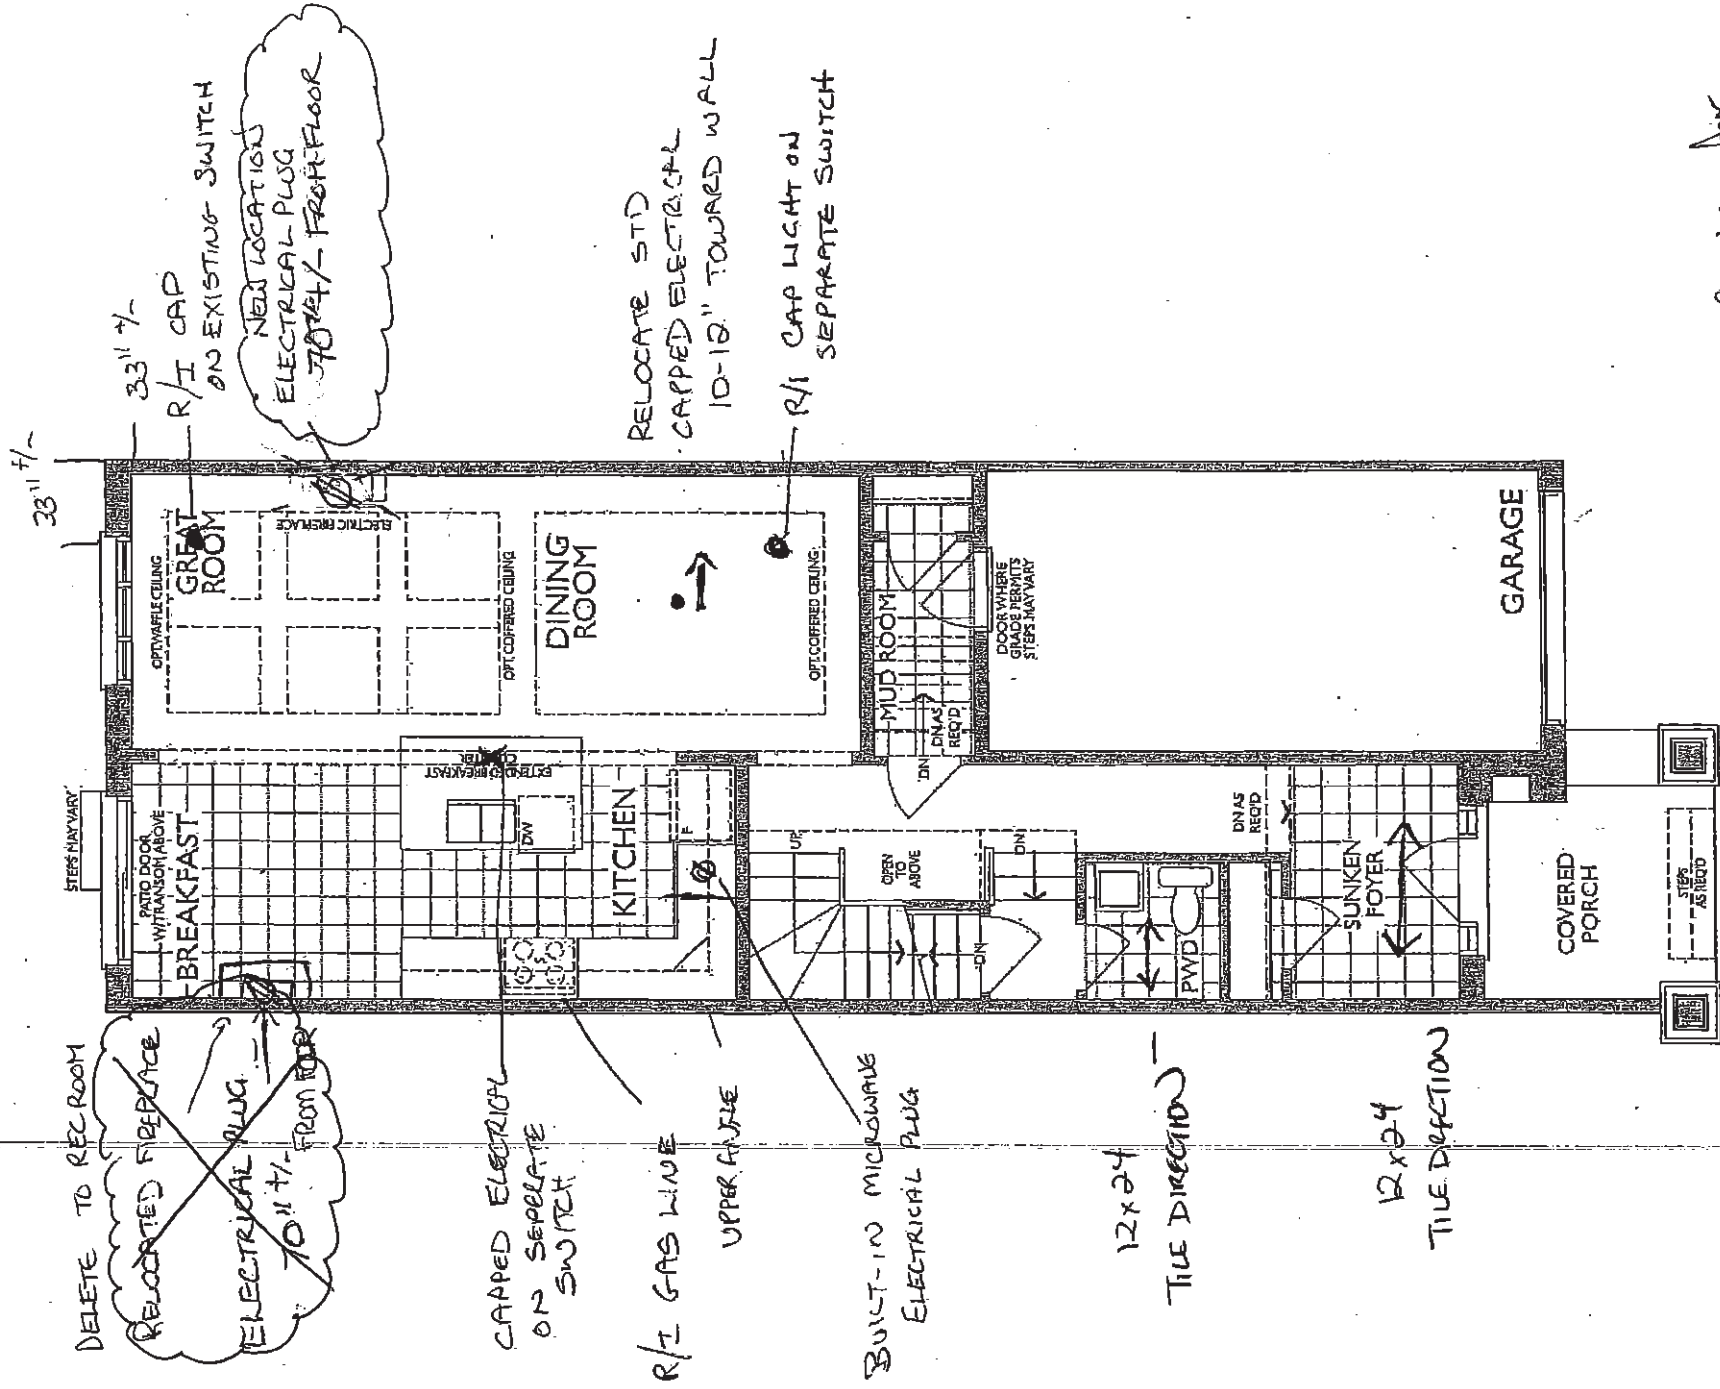 33" +/-
33" +/-
R/I CAP
ON EXISTING SWITCH
NEW LOCATION
ELECTRICAL PLUG
70" +/- FROM FLOOR
RELOCATE STD
CAPPED ELECTRICAL
10-12" TOWARD WALL
R/I CAP LIGHT ON
SEPARATE SWITCH
OPT. WAFFLE CEILING
GREAT
ROOM
ELECTRIC FIREPLACE
OPT. COFFERED CEILING
DINING
ROOM
OPT. COFFERED CEILING
MUD ROOM
DN AS
REQ'D
DOOR WHERE
GRADE PERMITS
STEPS MAY VARY
GARAGE
STEPS MAY VARY
PATIO DOOR
W/TRANSOM ABOVE
BREAKFAST
EXTENDED BREAKFAST
COUNTER
DW
KITCHEN
F
OPEN
TO
ABOVE
DN
DN
DN
PWD
DN AS
REQ'D
SUNKEN
FOYER
COVERED
PORCH
STEPS
AS REQ'D
DELETE TO REC ROOM
RELOCATED FIREPLACE
ELECTRICAL PLUG
70" +/- FROM FLOOR
CAPPED ELECTRICAL
ON SEPERATE
SWITCH
R/I GAS LINE
UPPER
BUILT-IN MICROWAVE
ELECTRICAL PLUG
12x24
TILE DIRECTION
12x24
TILE DIRECTION